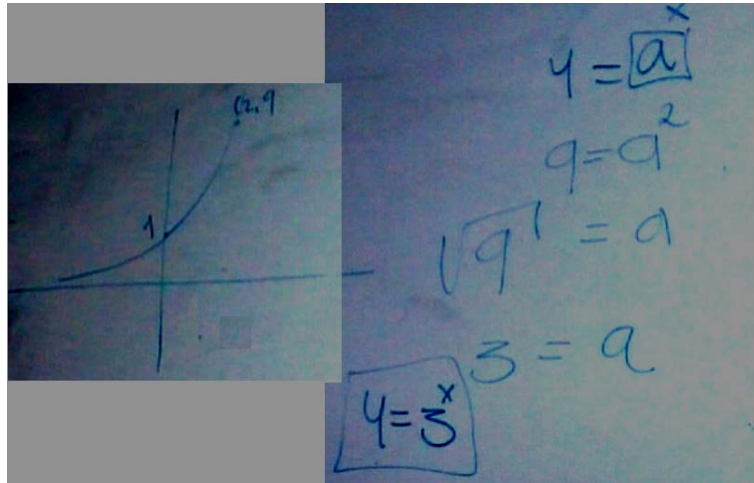 (2,9
1
y = a^x
9 = a^2
√9 = a
3 = a
y = 3^x